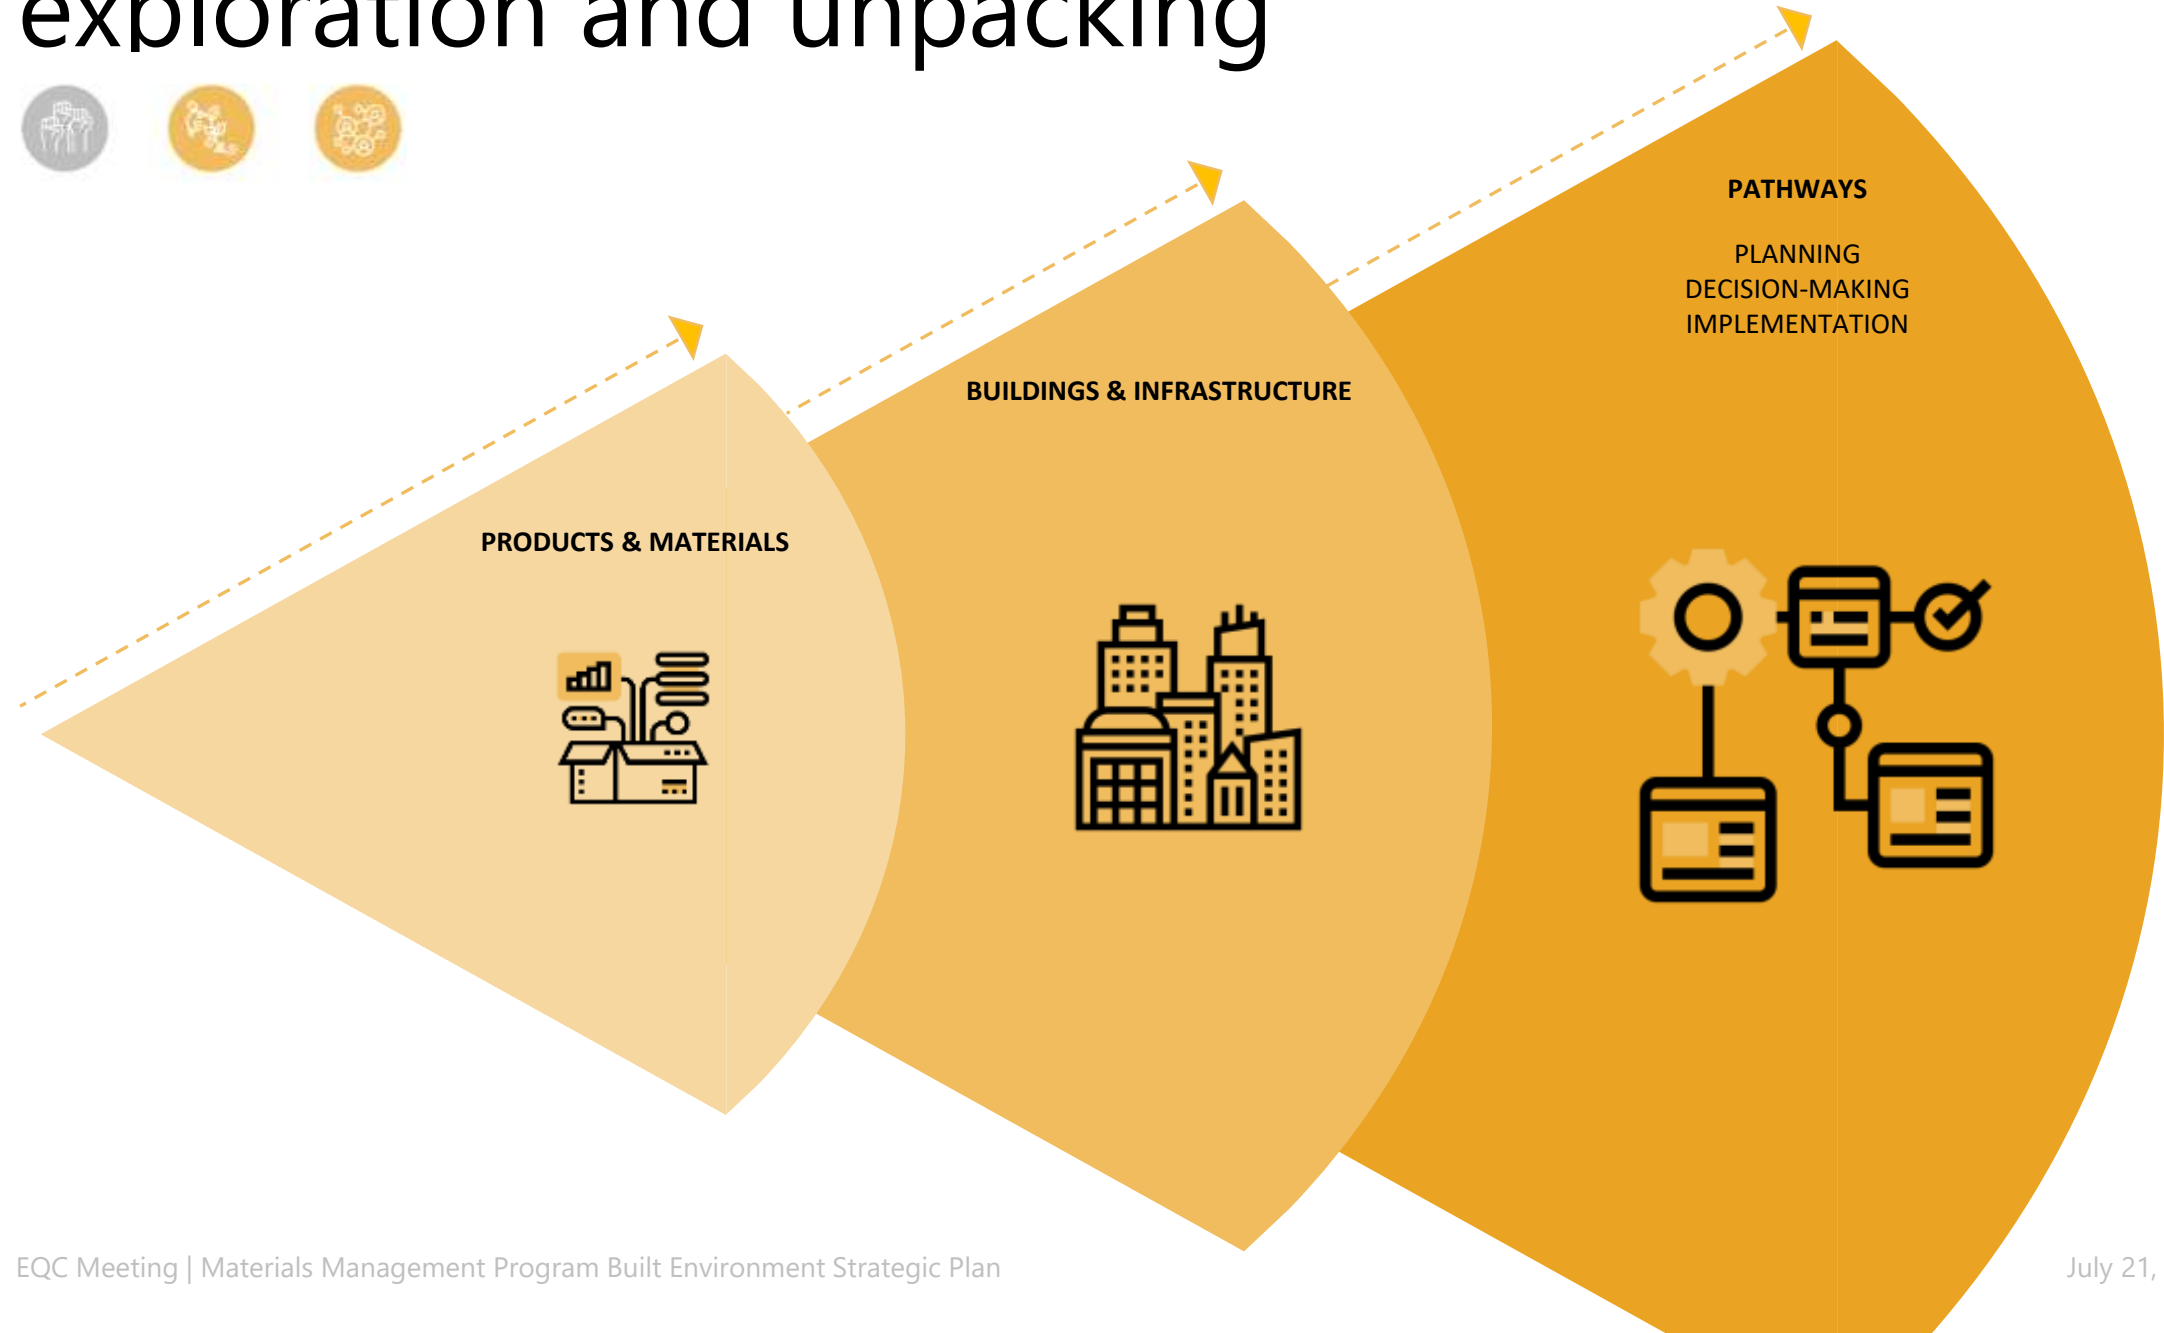 exploration and unpacking
PATHWAYS
PLANNING
DECISION-MAKING
IMPLEMENTATION
BUILDINGS & INFRASTRUCTURE
PRODUCTS & MATERIALS
EQC Meeting | Materials Management Program Built Environment Strategic Plan
July 21,